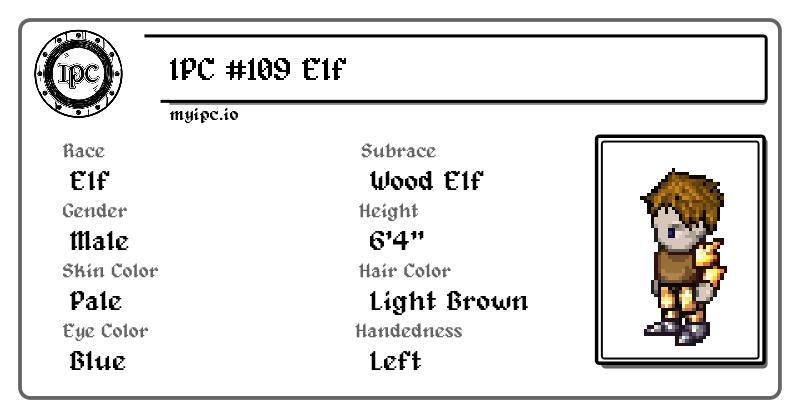 IPC
IPC #109 Elf
myipc.io
Race
Elf
Subrace
Wood Elf
Gender
Male
Height
6'4"
Skin Color
Pale
Hair Color
Light Brown
Eye Color
Blue
Handedness
Left